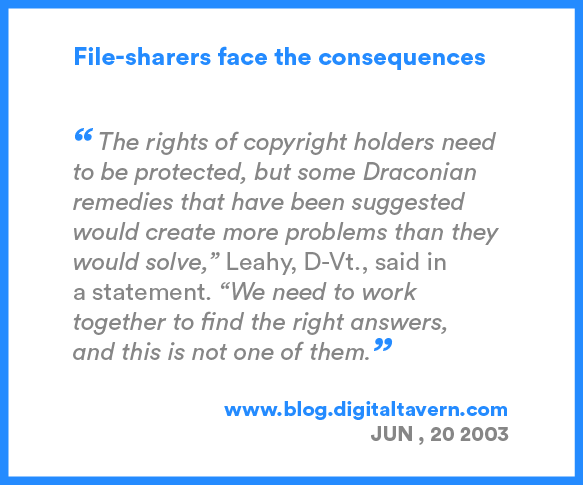 File-sharers face the consequences
“ The rights of copyright holders need
to be protected, but some Draconian
remedies that have been suggested
would create more problems than they
would solve,” Leahy, D-Vt., said in
a statement. “We need to work
together to find the right answers,
and this is not one of them.”
www.blog.digitaltavern.com
JUN , 20 2003